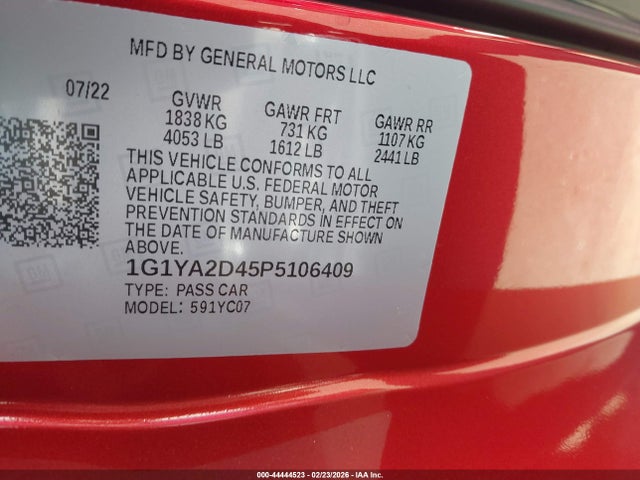 MFD BY GENERAL MOTORS LLC
07/22
GVWR
1838 KG
4053 LB
GAWR FRT
731 KG
1612 LB
GAWR RR
1107 KG
2441 LB
THIS VEHICLE CONFORMS TO ALL
APPLICABLE U.S. FEDERAL MOTOR
VEHICLE SAFETY, BUMPER, AND THEFT
PREVENTION STANDARDS IN EFFECT ON
THE DATE OF MANUFACTURE SHOWN
ABOVE.
1G1YA2D45P5106409
TYPE: PASS CAR
MODEL: 591YC07
000-44444523 - 02/23/2026 - IAA Inc.